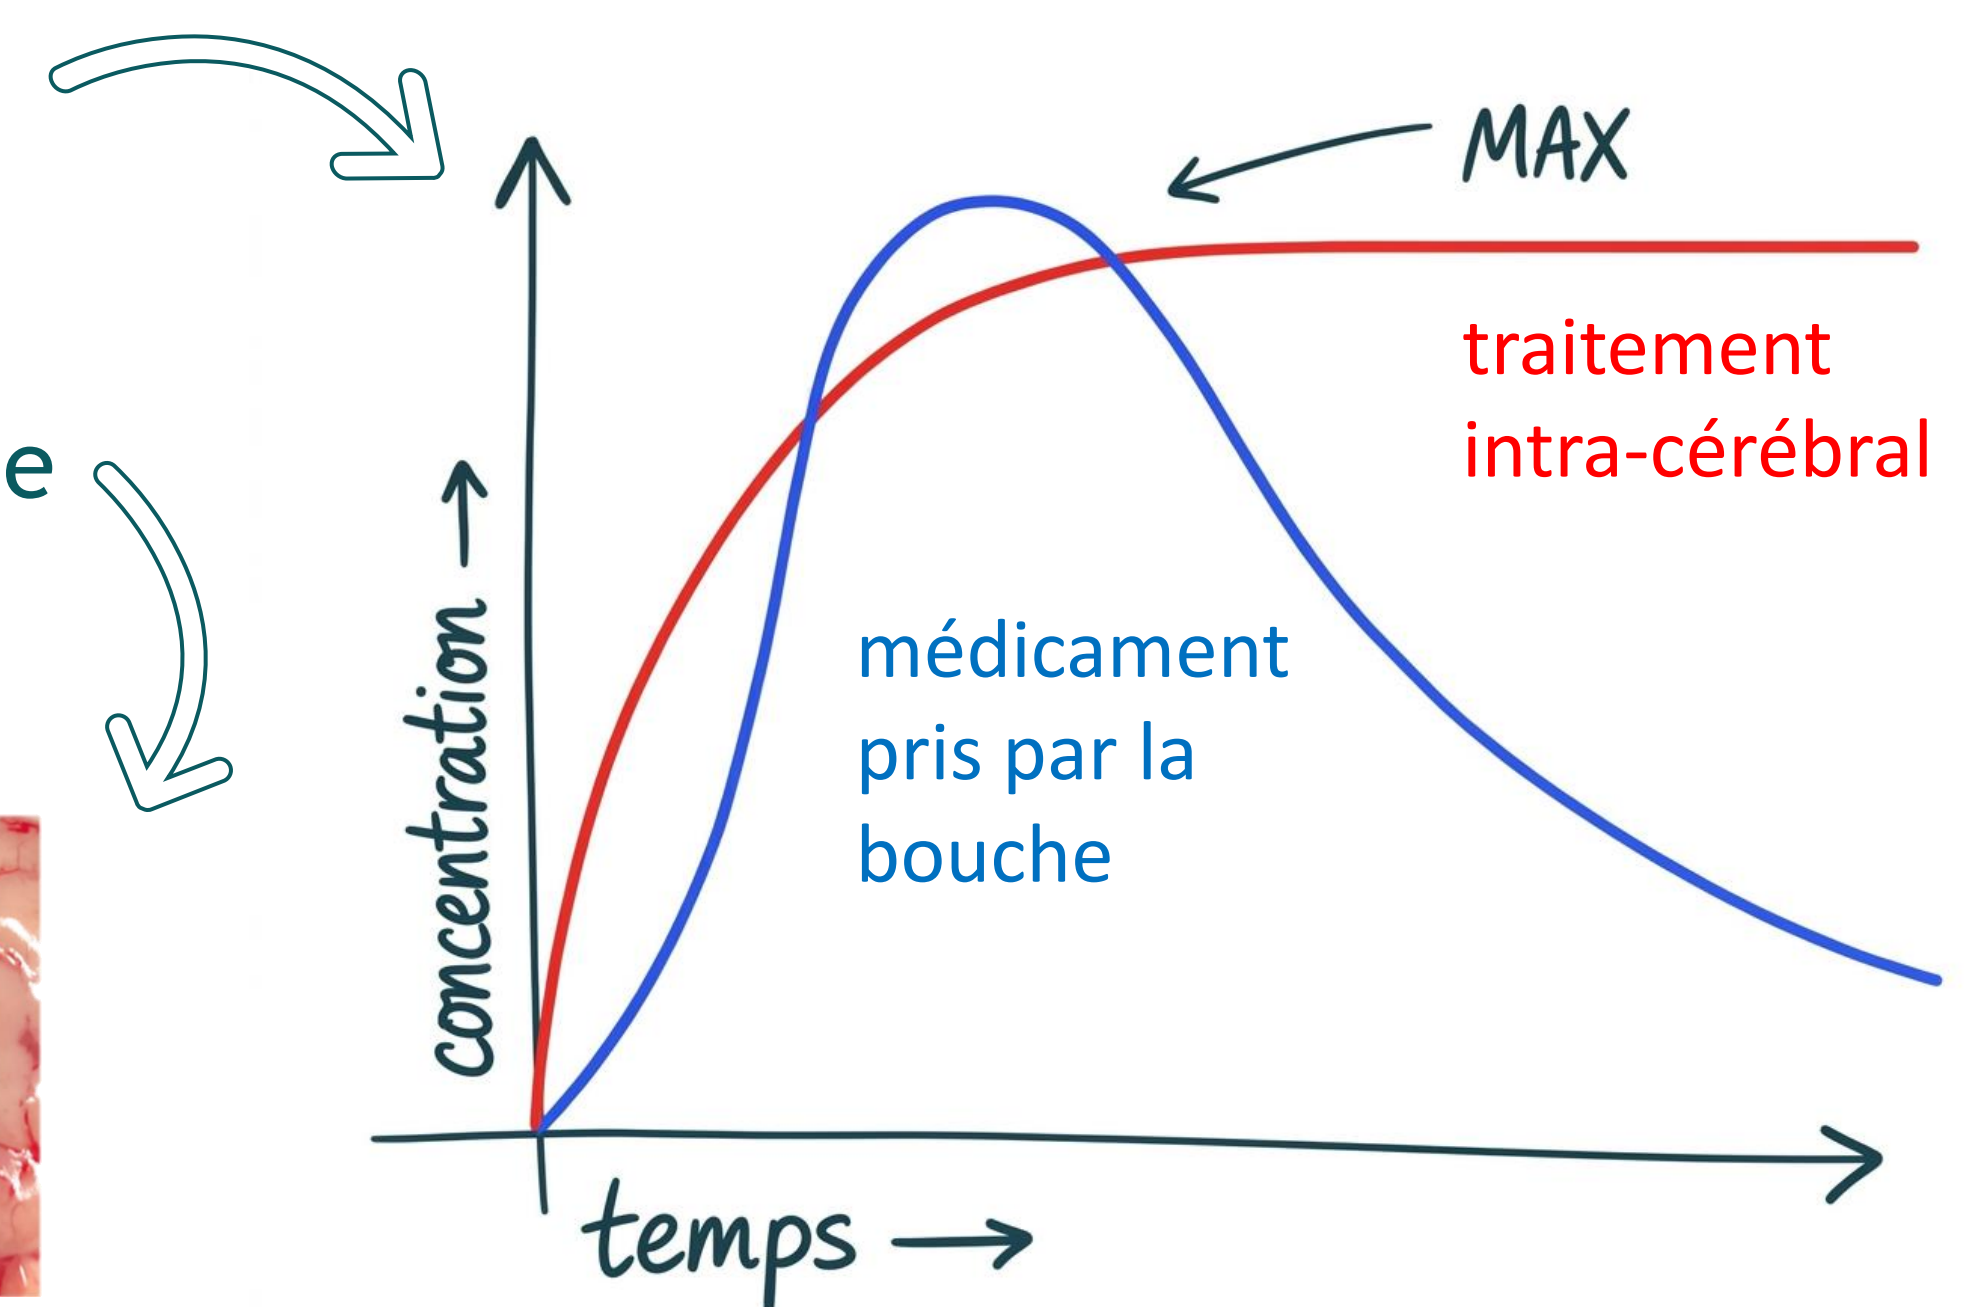 MAX
traitement
intra-cérébral
e
concentration
médicament
pris par la
bouche
temps